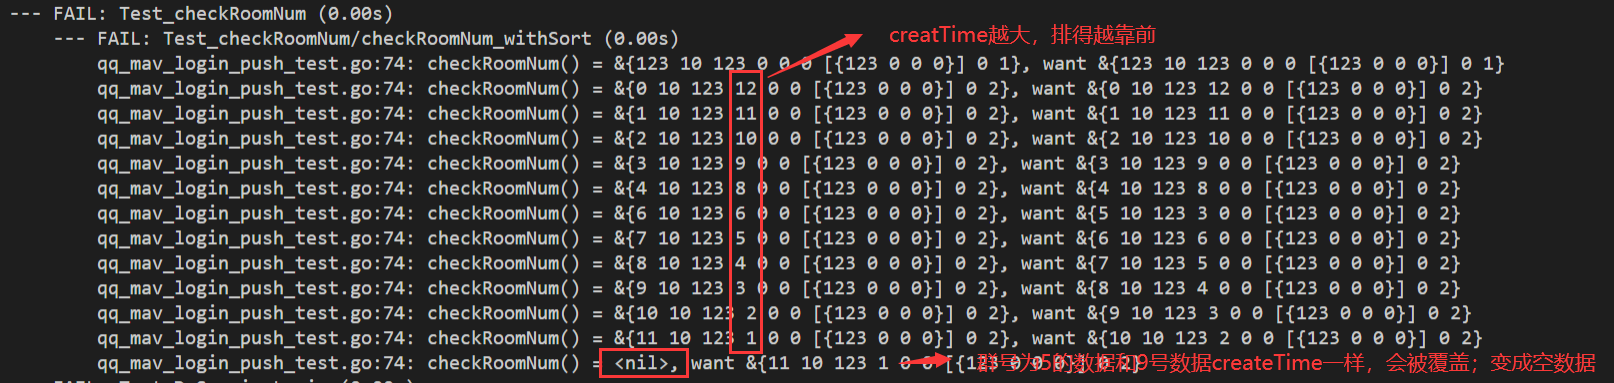 --- FAIL: Test_checkRoomNum (0.00s)
--- FAIL: Test_checkRoomNum/checkRoomNum_withSort (0.00s)
creatTime越大，排得越靠前
qq_mav_login_push_test.go:74: checkRoomNum() = &{123 10 123 0 0 0 [{123 0 0 0}] 0 1}, want &{123 10 123 0 0 0 [{123 0 0 0}] 0 1}
qq_mav_login_push_test.go:74: checkRoomNum() = &{0 10 123 12 0 0 [{123 0 0 0}] 0 2}, want &{0 10 123 12 0 0 [{123 0 0 0}] 0 2}
qq_mav_login_push_test.go:74: checkRoomNum() = &{1 10 123 11 0 0 [{123 0 0 0}] 0 2}, want &{1 10 123 11 0 0 [{123 0 0 0}] 0 2}
qq_mav_login_push_test.go:74: checkRoomNum() = &{2 10 123 10 0 0 [{123 0 0 0}] 0 2}, want &{2 10 123 10 0 0 [{123 0 0 0}] 0 2}
qq_mav_login_push_test.go:74: checkRoomNum() = &{3 10 123 9 0 0 [{123 0 0 0}] 0 2}, want &{3 10 123 9 0 0 [{123 0 0 0}] 0 2}
qq_mav_login_push_test.go:74: checkRoomNum() = &{4 10 123 8 0 0 [{123 0 0 0}] 0 2}, want &{4 10 123 8 0 0 [{123 0 0 0}] 0 2}
qq_mav_login_push_test.go:74: checkRoomNum() = &{6 10 123 6 0 0 [{123 0 0 0}] 0 2}, want &{5 10 123 3 0 0 [{123 0 0 0}] 0 2}
qq_mav_login_push_test.go:74: checkRoomNum() = &{7 10 123 5 0 0 [{123 0 0 0}] 0 2}, want &{6 10 123 6 0 0 [{123 0 0 0}] 0 2}
qq_mav_login_push_test.go:74: checkRoomNum() = &{8 10 123 4 0 0 [{123 0 0 0}] 0 2}, want &{7 10 123 5 0 0 [{123 0 0 0}] 0 2}
qq_mav_login_push_test.go:74: checkRoomNum() = &{9 10 123 3 0 0 [{123 0 0 0}] 0 2}, want &{8 10 123 4 0 0 [{123 0 0 0}] 0 2}
qq_mav_login_push_test.go:74: checkRoomNum() = &{10 10 123 2 0 0 [{123 0 0 0}] 0 2}, want &{9 10 123 3 0 0 [{123 0 0 0}] 0 2}
qq_mav_login_push_test.go:74: checkRoomNum() = &{11 10 123 1 0 0 [{123 0 0 0}] 0 2}, want &{10 10 123 2 0 0 [{123 0 0 0}] 0 2}
qq_mav_login_push_test.go:74: checkRoomNum() = <nil>, want &{11 10 123 1 0 0 [{123 0 0 0}] 0 2}
群号为5的数据和9号数据createTime一样，会被覆盖；变成空数据